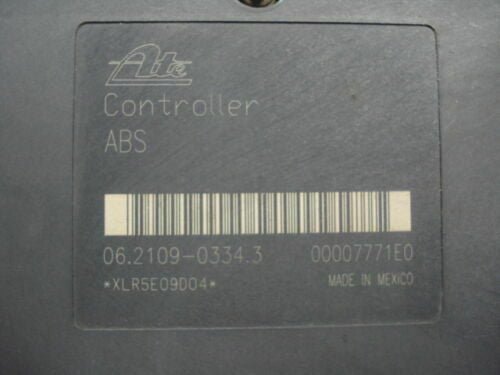 Ate
Controller
ABS
06.2109-0334.3 00007771E0
*XLR5E09D04* MADE IN MEXICO